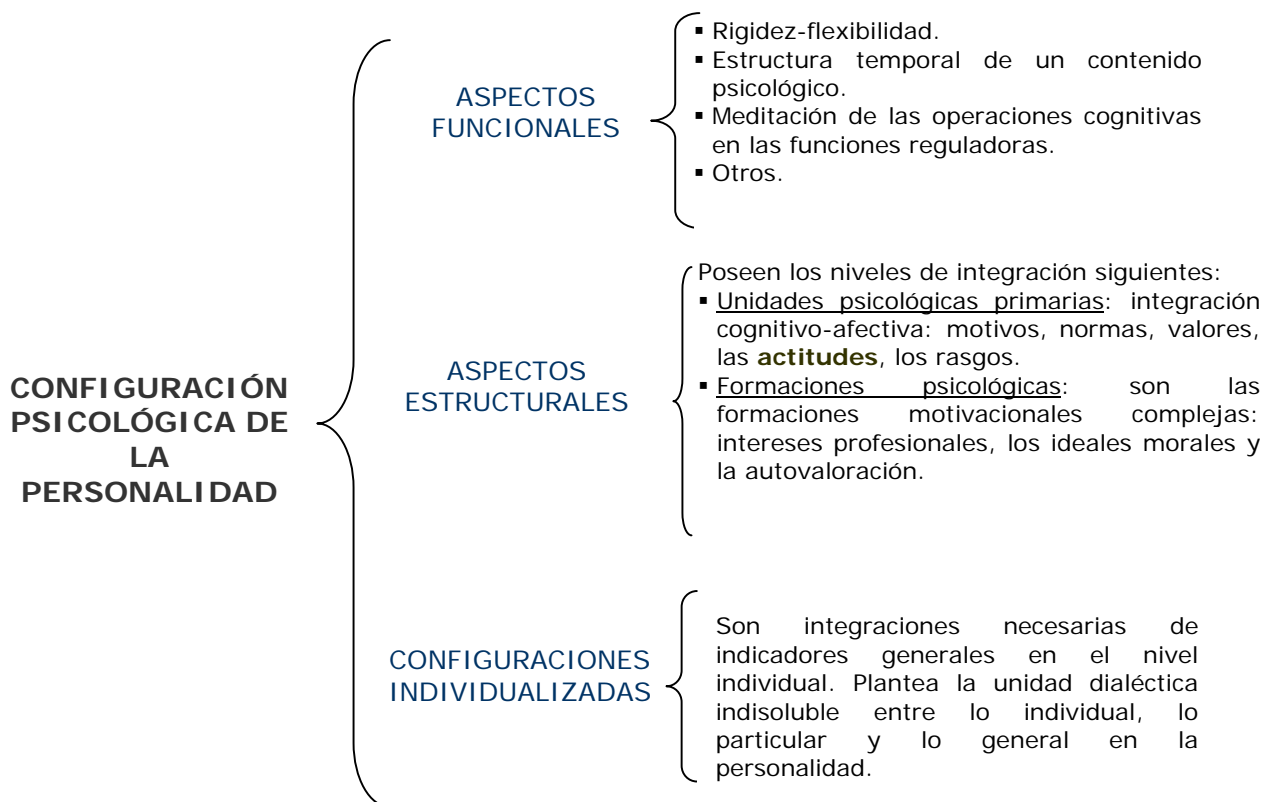 CONFIGURACIÓN
PSICOLÓGICA DE
LA
PERSONALIDAD
ASPECTOS
FUNCIONALES
▪ Rigidez-flexibilidad.
▪ Estructura temporal de un contenido
psicológico.
▪ Meditación de las operaciones cognitivas
en las funciones reguladoras.
▪ Otros.
ASPECTOS
ESTRUCTURALES
Poseen los niveles de integración siguientes:
▪ Unidades psicológicas primarias: integración
cognitivo-afectiva: motivos, normas, valores,
las actitudes, los rasgos.
▪ Formaciones psicológicas: son las
formaciones motivacionales complejas:
intereses profesionales, los ideales morales y
la autovaloración.
CONFIGURACIONES
INDIVIDUALIZADAS
Son integraciones necesarias de
indicadores generales en el nivel
individual. Plantea la unidad dialéctica
indisoluble entre lo individual, lo
particular y lo general en la
personalidad.